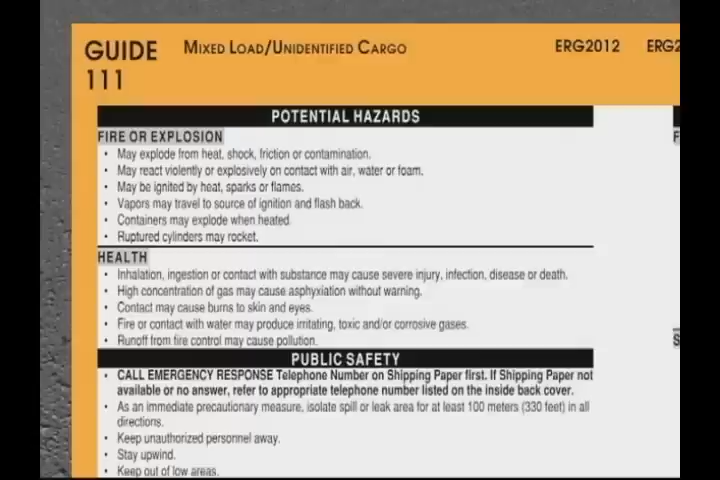 GUIDE MIXED LOAD/UNIDENTIFIED CARGO ERG2012 ERG2
111
POTENTIAL HAZARDS
FIRE OR EXPLOSION F
• May explode from heat, shock, friction or contamination.
• May react violently or explosively on contact with air, water or foam.
• May be ignited by heat, sparks or flames.
• Vapors may travel to source of ignition and flash back.
• Containers may explode when heated.
• Ruptured cylinders may rocket.
HEALTH
• Inhalation, ingestion or contact with substance may cause severe injury, infection, disease or death.
• High concentration of gas may cause asphyxiation without warning.
• Contact may cause burns to skin and eyes.
• Fire or contact with water may produce irritating, toxic and/or corrosive gases.
• Runoff from fire control may cause pollution. S
PUBLIC SAFETY
• CALL EMERGENCY RESPONSE Telephone Number on Shipping Paper first. If Shipping Paper not
available or no answer, refer to appropriate telephone number listed on the inside back cover.
• As an immediate precautionary measure, isolate spill or leak area for at least 100 meters (330 feet) in all
directions.
• Keep unauthorized personnel away.
• Stay upwind.
• Keep out of low areas.